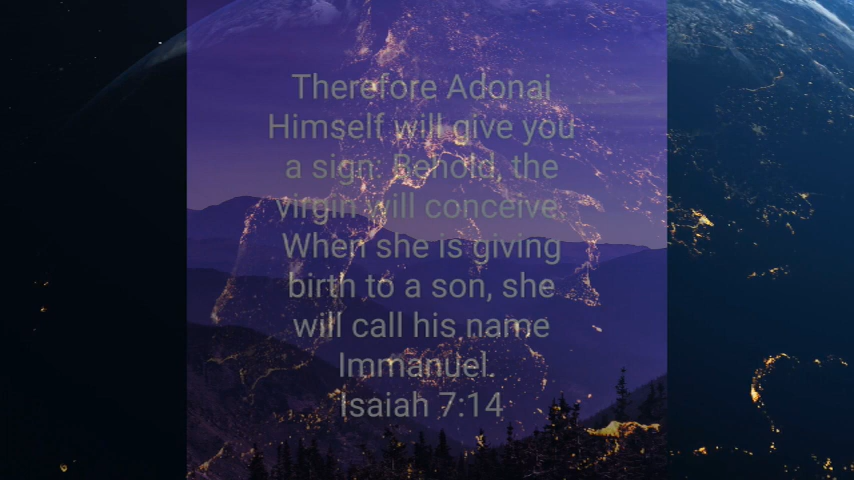 Therefore Adonai
Himself will give you
a sign: Behold, the
virgin will conceive.
When she is giving
birth to a son, she
will call his name
Immanuel.
Isaiah 7:14